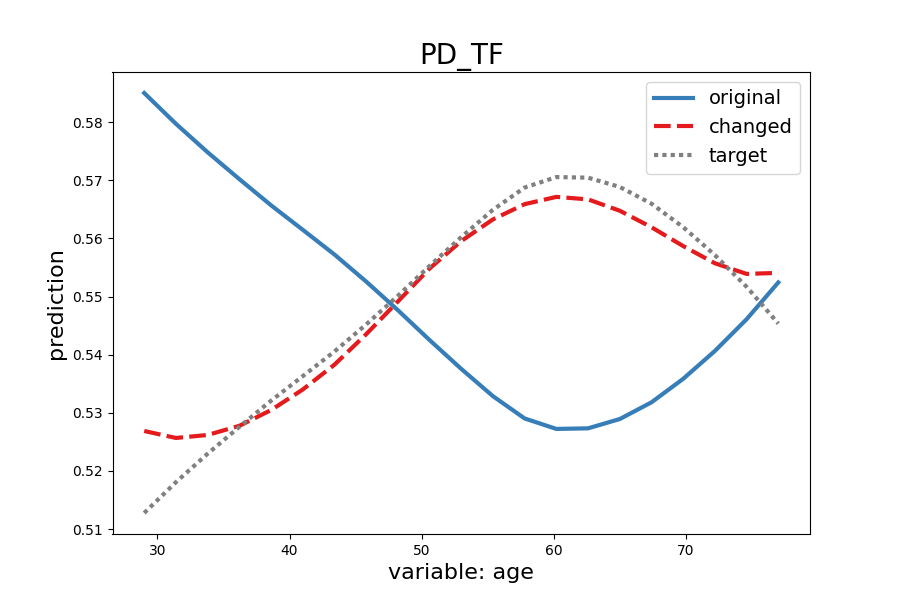 PD_TF
original
changed
target
prediction
0.58
0.57
0.56
0.55
0.54
0.53
0.52
0.51
30 40 50 60 70
variable: age